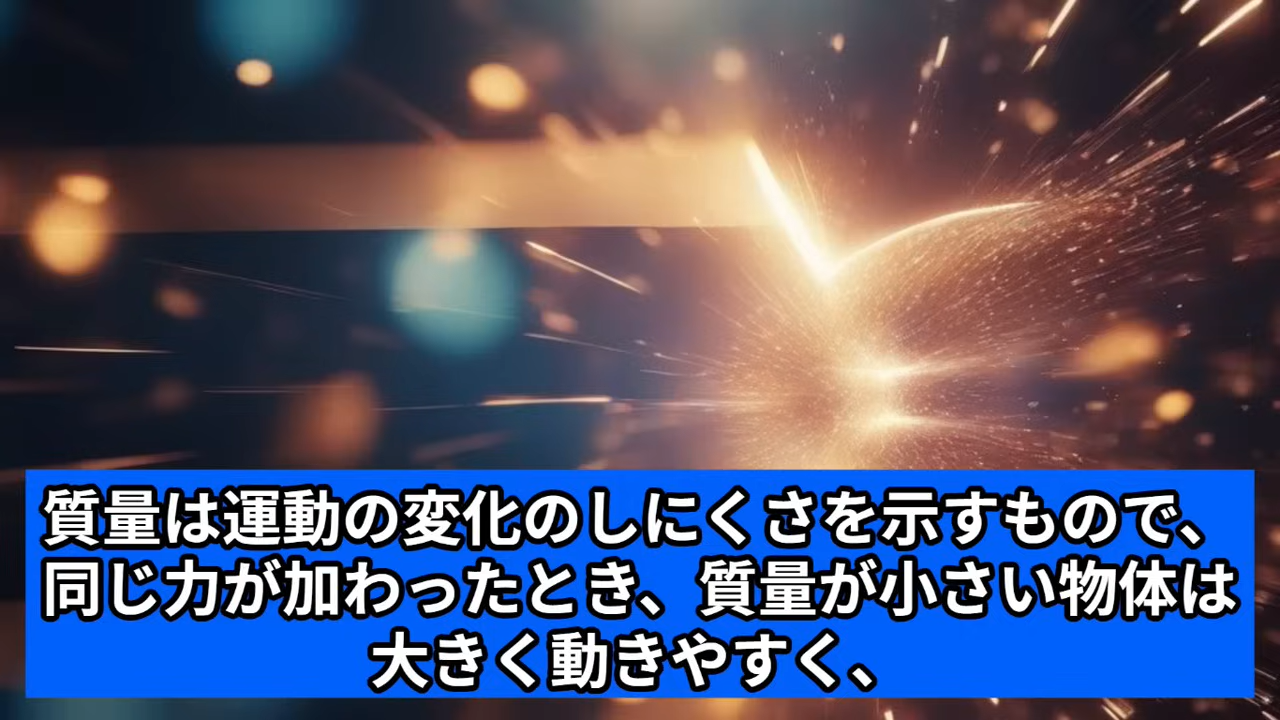 質量は運動の変化のしにくさを示すもので、
同じ力が加わったとき、質量が小さい物体は
大きく動きやすく、